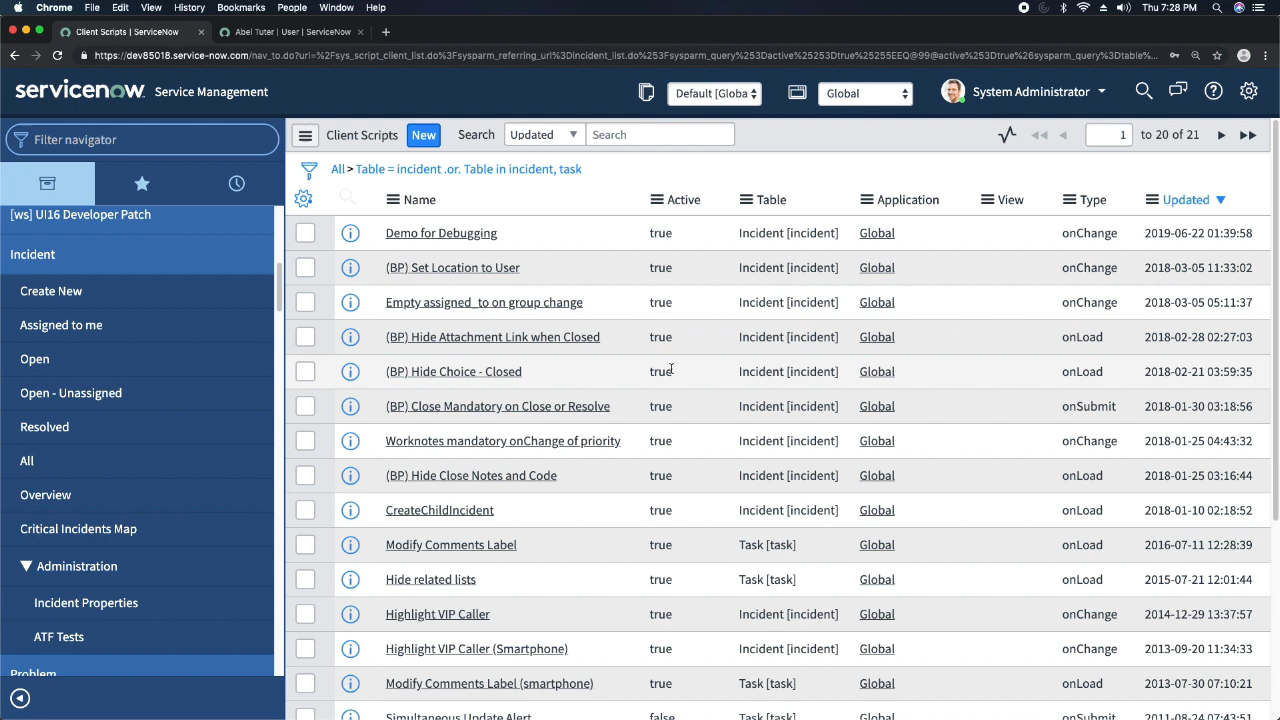 Chrome File Edit View History Bookmarks People Window Help Thu 7:28 PM
Client Scripts | ServiceNow Abel Tuter | User | ServiceNow
https://dev85018.service-now.com/nav_to.do?uri=%2Fsys_script_client_list.do%3Fsysparm_referring_url%3Dincident_list.do%253Fsysparm_query%253Dactive%25253Dtrue%25255EEQ@99@active%3Dtrue%26sysparm_query%3Dtable%...
servicenow Service Management Default [Globa Global System Administrator
Filter navigator
Client Scripts New Search Updated Search 1 to 20 of 21
All > Table = incident .or. Table in incident, task
Name Active Table Application View Type Updated
[ws] UI16 Developer Patch
Incident
Create New
Assigned to me
Open
Open - Unassigned
Resolved
All
Overview
Critical Incidents Map
Administration
Incident Properties
ATF Tests
Problem
Demo for Debugging true Incident [incident] Global onChange 2019-06-22 01:39:58
(BP) Set Location to User true Incident [incident] Global onChange 2018-03-05 11:33:02
Empty assigned_to on group change true Incident [incident] Global onChange 2018-03-05 05:11:37
(BP) Hide Attachment Link when Closed true Incident [incident] Global onLoad 2018-02-28 02:27:03
(BP) Hide Choice - Closed true Incident [incident] Global onLoad 2018-02-21 03:59:35
(BP) Close Mandatory on Close or Resolve true Incident [incident] Global onSubmit 2018-01-30 03:18:56
Worknotes mandatory onChange of priority true Incident [incident] Global onChange 2018-01-25 04:43:32
(BP) Hide Close Notes and Code true Incident [incident] Global onLoad 2018-01-25 03:16:44
CreateChildIncident true Incident [incident] Global onLoad 2018-01-10 02:18:52
Modify Comments Label true Task [task] Global onLoad 2016-07-11 12:28:39
Hide related lists true Task [task] Global onLoad 2015-07-21 12:01:44
Highlight VIP Caller true Incident [incident] Global onChange 2014-12-29 13:37:57
Highlight VIP Caller (Smartphone) true Incident [incident] Global onChange 2013-09-20 11:34:33
Modify Comments Label (smartphone) true Task [task] Global onLoad 2013-07-30 07:10:21
Simultaneous Update Alert false Task [task] Global onSubmit 2011-08-24 07:43:51